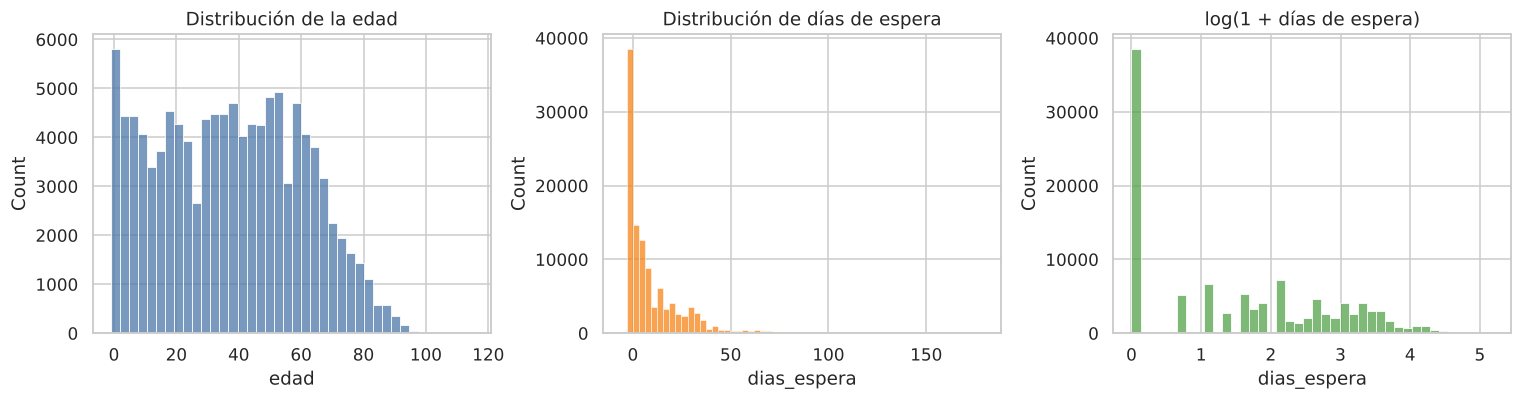 Distribución de la edad
Count
6000
5000
4000
3000
2000
1000
0
0 20 40 60 80 100 120
edad
Distribución de días de espera
Count
40000
30000
20000
10000
0
0 50 100 150
dias_espera
log(1 + días de espera)
Count
40000
30000
20000
10000
0
0 1 2 3 4 5
dias_espera